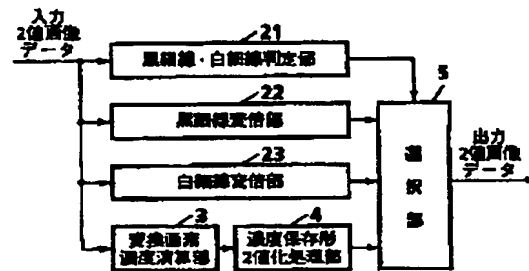 入力
2値画像
データ
21
黒細線・白細線判定部
22
黒細線変倍部
23
白細線変倍部
3
変換画素
濃度演算部
4
濃度保存形
2値化処理部
5
選
択
部
出力
2値画像
データ